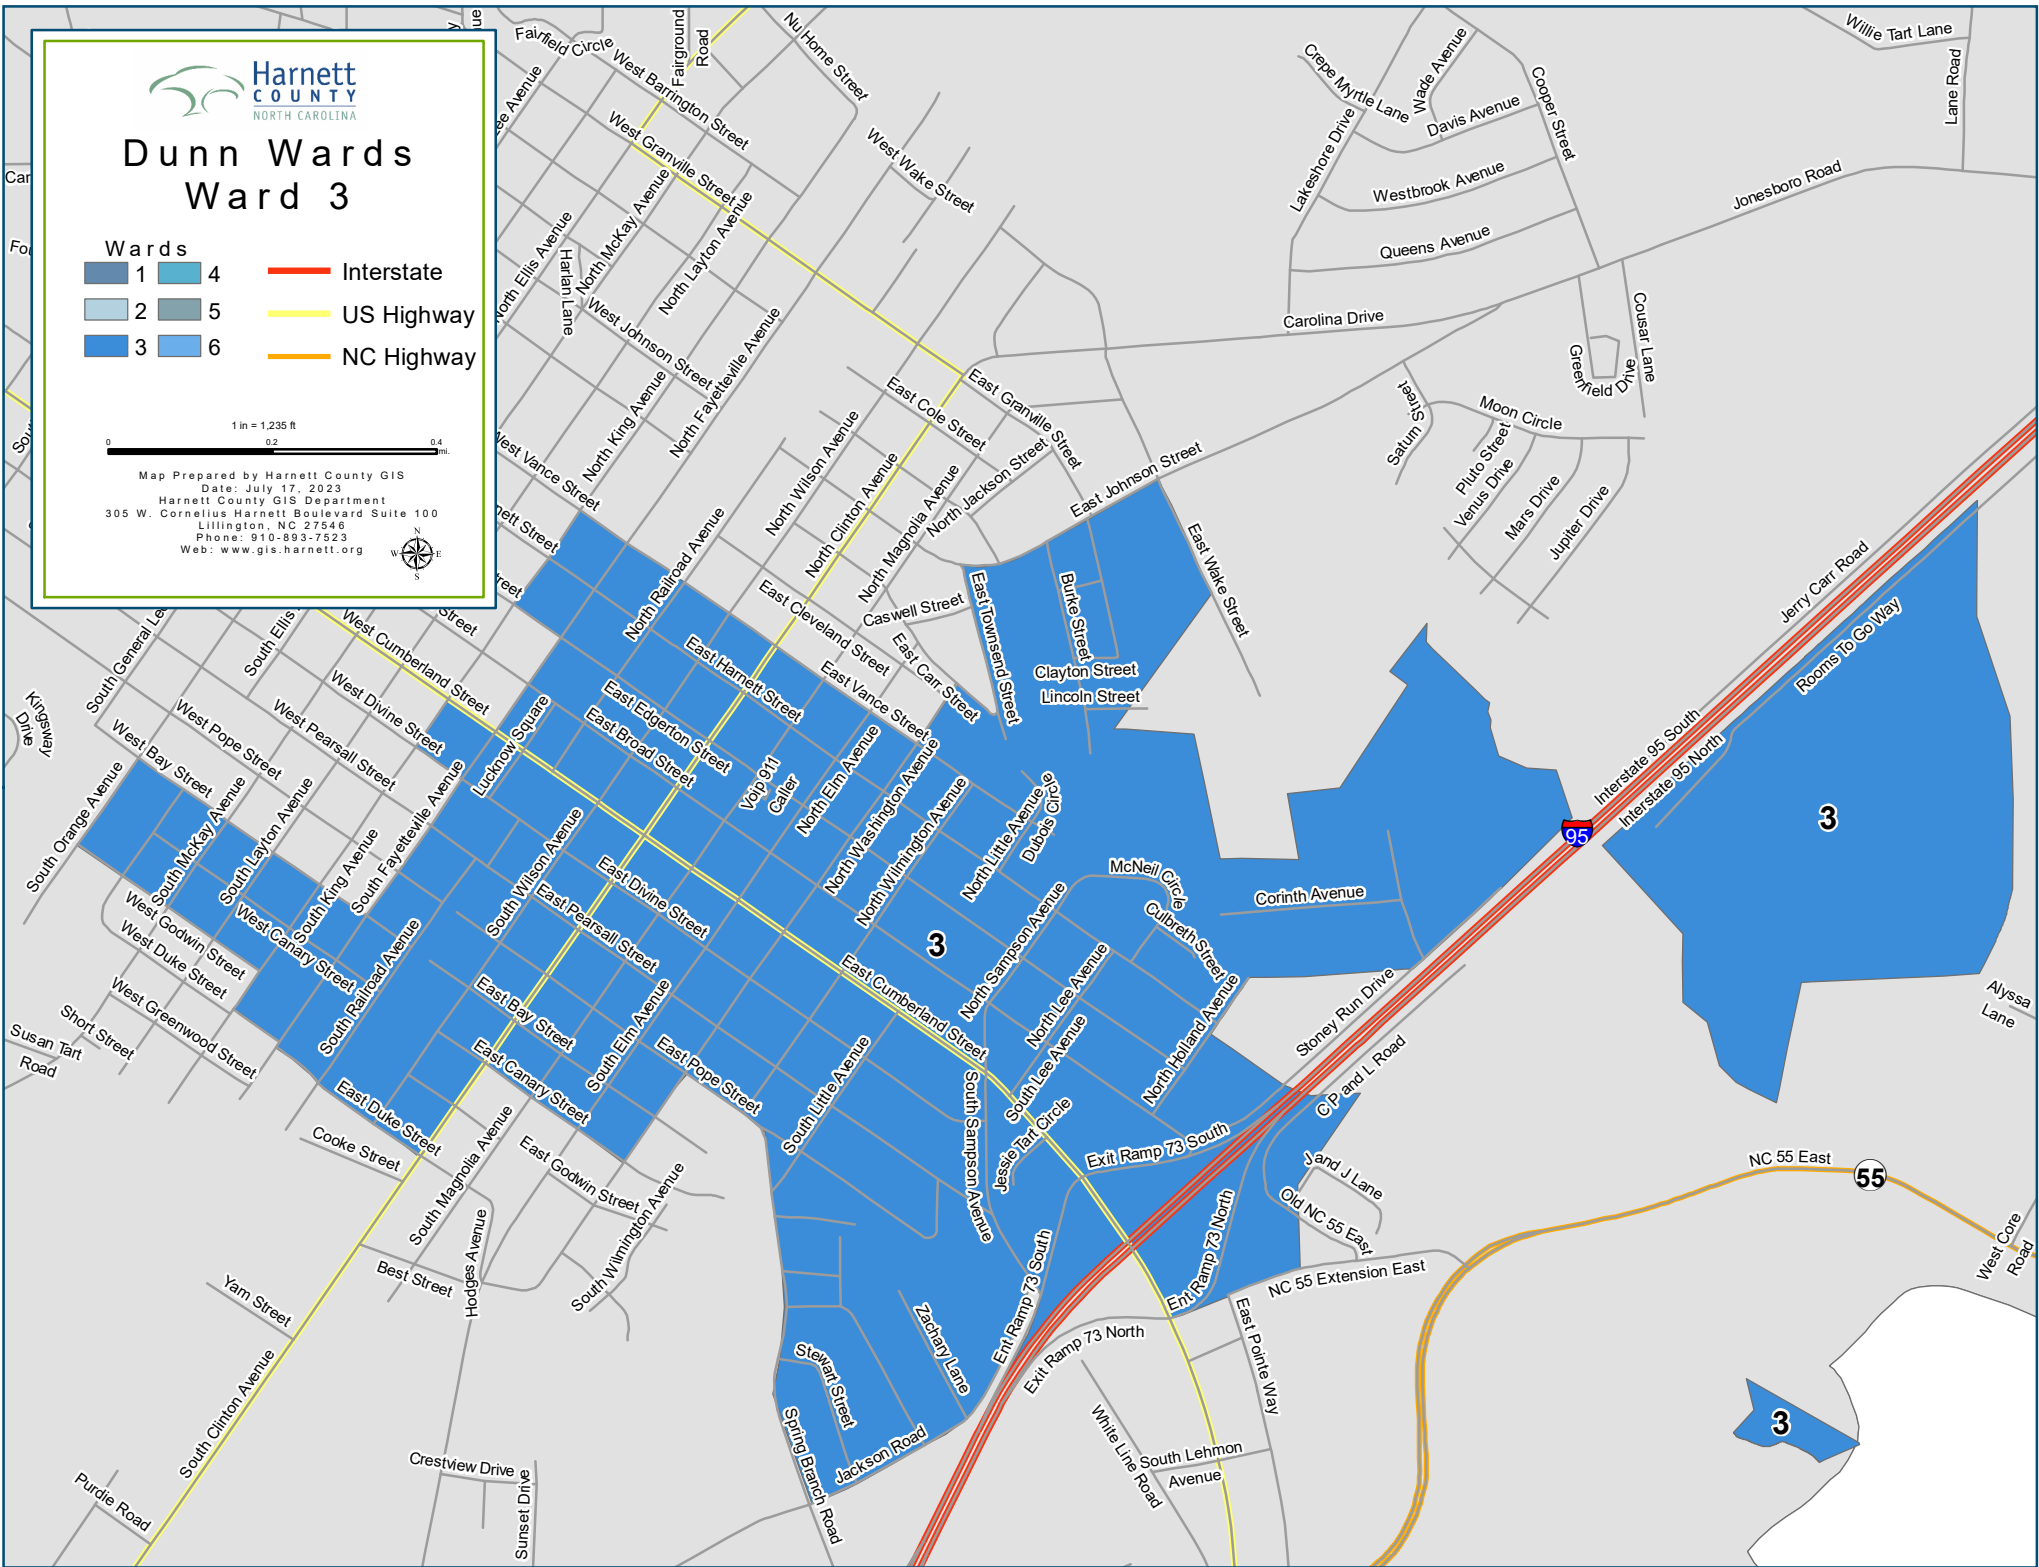 Harnett
COUNTY
NORTH CAROLINA
Dunn Wards
Ward 3
Wards
1
4
2
5
3
6
Interstate
US Highway
NC Highway
1 in = 1,235 ft
0 0.2 0.4
mi.
Map Prepared by Harnett County GIS
Date: July 17, 2023
Harnett County GIS Department
305 W. Cornelius Harnett Boulevard Suite 100
Lillington, NC 27546
Phone: 910-893-7523
Web: www.gis.harnett.org
N
W
E
S
Fairfield Circle
Fairground
Road
Nu Home Street
West Barrington Street
West Granville Street
West Wake Street
North McKay Avenue
North Layton Avenue
North Ellis Avenue
Harlan Lane
West Johnson Street
North Fayetteville Avenue
North King Avenue
West Vance Street
Crepe Myrtle Lane
Wade Avenue
Davis Avenue
Cooper Street
Lakeshore Drive
Westbrook Avenue
Queens Avenue
Willie Tart Lane
Lane Road
Jonesboro Road
Carolina Drive
Cousar Lane
Greenfield Drive
Saturn Street
Moon Circle
Pluto Street
Venus Drive
Mars Drive
Jupiter Drive
East Cole Street
East Granville Street
North Wilson Avenue
North Clinton Avenue
North Magnolia Avenue
North Jackson Street
East Johnson Street
East Wake Street
North Railroad Avenue
East Cleveland Street
Caswell Street
East Townsend Street
Burke Street
Clayton Street
Lincoln Street
East Carr Street
East Vance Street
East Harnett Street
East Edgerton Street
East Broad Street
Voip 911
Caller
North Elm Avenue
North Washington Avenue
North Wilmington Avenue
North Little Avenue
Dubois Circle
McNeil Circle
Culbreth Street
Corinth Avenue
North Sampson Avenue
North Lee Avenue
South Lee Avenue
North Holland Avenue
Jerry Carr Road
Rooms To Go Way
Interstate 95 South
Interstate 95 North
95
3
3
3
Kingsway
Drive
South General Lee
South Ellis
West Cumberland Street
West Divine Street
West Pearsall Street
West Pope Street
West Bay Street
Lucknow Square
South Orange Avenue
South McKay Avenue
South Layton Avenue
South King Avenue
South Fayetteville Avenue
South Wilson Avenue
South Railroad Avenue
West Godwin Street
West Canary Street
West Duke Street
West Greenwood Street
Short Street
Susan Tart
Road
East Divine Street
East Pearsall Street
East Bay Street
East Canary Street
South Elm Avenue
East Pope Street
East Cumberland Street
South Little Avenue
South Sampson Avenue
Jessie Tart Circle
East Duke Street
Cooke Street
South Magnolia Avenue
East Godwin Street
South Wilmington Avenue
Hodges Avenue
Best Street
Yarn Street
South Clinton Avenue
Purdie Road
Crestview Drive
Sunset Drive
Stewart Street
Zachary Lane
Spring Branch Road
Jackson Road
Exit Ramp 73 South
Ent Ramp 73 South
Ent Ramp 73 North
Exit Ramp 73 North
Stoney Run Drive
C P and L Road
J and J Lane
Old NC 55 East
NC 55 Extension East
NC 55 East
55
East Pointe Way
White Line Road
South Lehmon
Avenue
Alyssa
Lane
West Core
Road